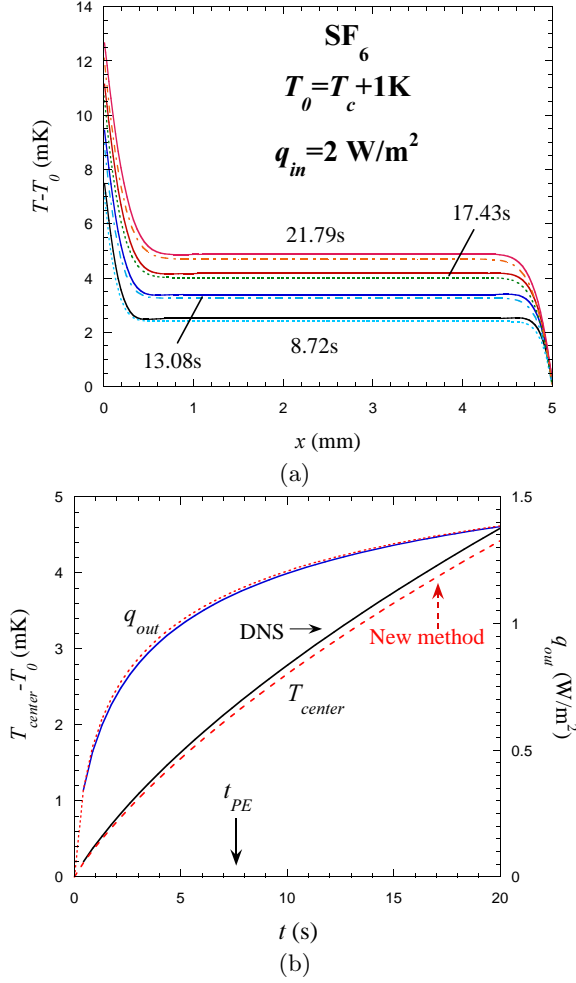 14
12
10
8
6
4
2
0
T-T0 (mK)
SF6
T0=Tc+1K
qin=2 W/m2
17.43s
21.79s
13.08s
8.72s
0 1 2 3 4 5
x (mm)
(a)
5
4
3
2
1
0
Tcenter-T0 (mK)
1.5
1
0.5
0
qout (W/m2)
qout
DNS
New method
Tcenter
tPE
0 5 10 15 20
t (s)
(b)